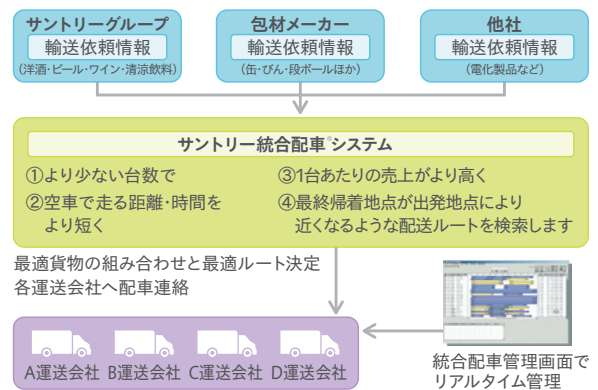 サントリーグループ
輸送依頼情報
(洋酒・ビール・ワイン・清涼飲料)
包材メーカー
輸送依頼情報
(缶・びん・段ボールほか)
他社
輸送依頼情報
(電化製品など)
サントリー統合配車®システム
①より少ない台数で
②空車で走る距離・時間を
より短く
③1台あたりの売上がより高く
④最終帰着地点が出発地点により
近くなるような配送ルートを検索します
最適貨物の組み合わせと最適ルート決定
各運送会社へ配車連絡
A運送会社
B運送会社
C運送会社
D運送会社
統合配車管理画面で
リアルタイム管理